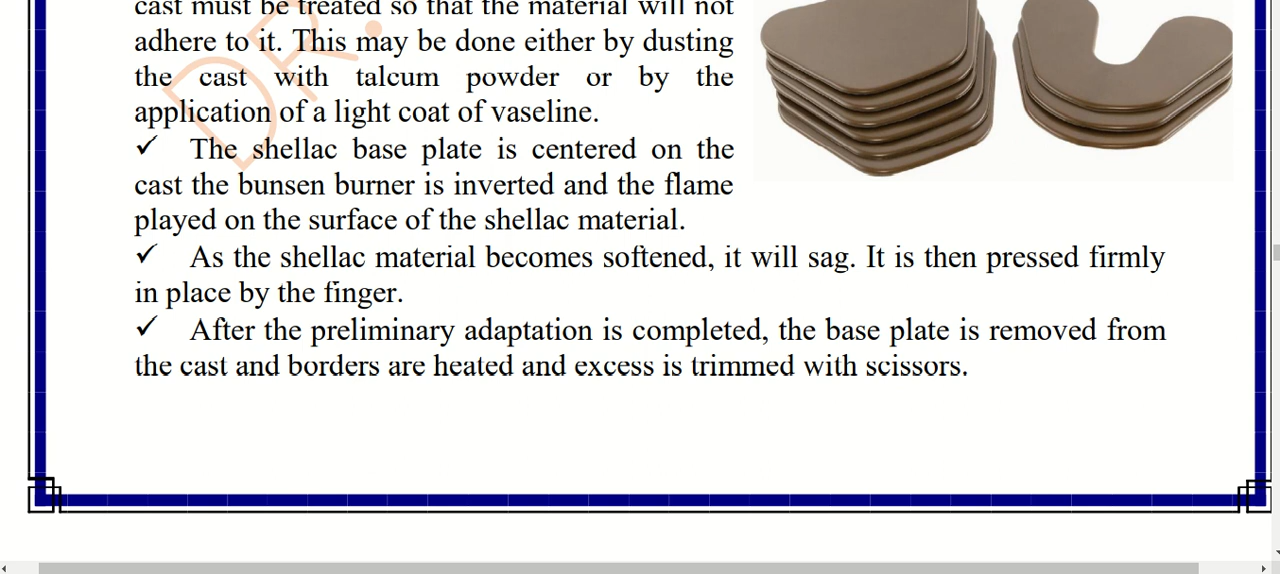 cast must be treated so that the material will not
adhere to it. This may be done either by dusting
the cast with talcum powder or by the
application of a light coat of vaseline.
✓ The shellac base plate is centered on the
cast the bunsen burner is inverted and the flame
played on the surface of the shellac material.
✓ As the shellac material becomes softened, it will sag. It is then pressed firmly
in place by the finger.
✓ After the preliminary adaptation is completed, the base plate is removed from
the cast and borders are heated and excess is trimmed with scissors.
DR.